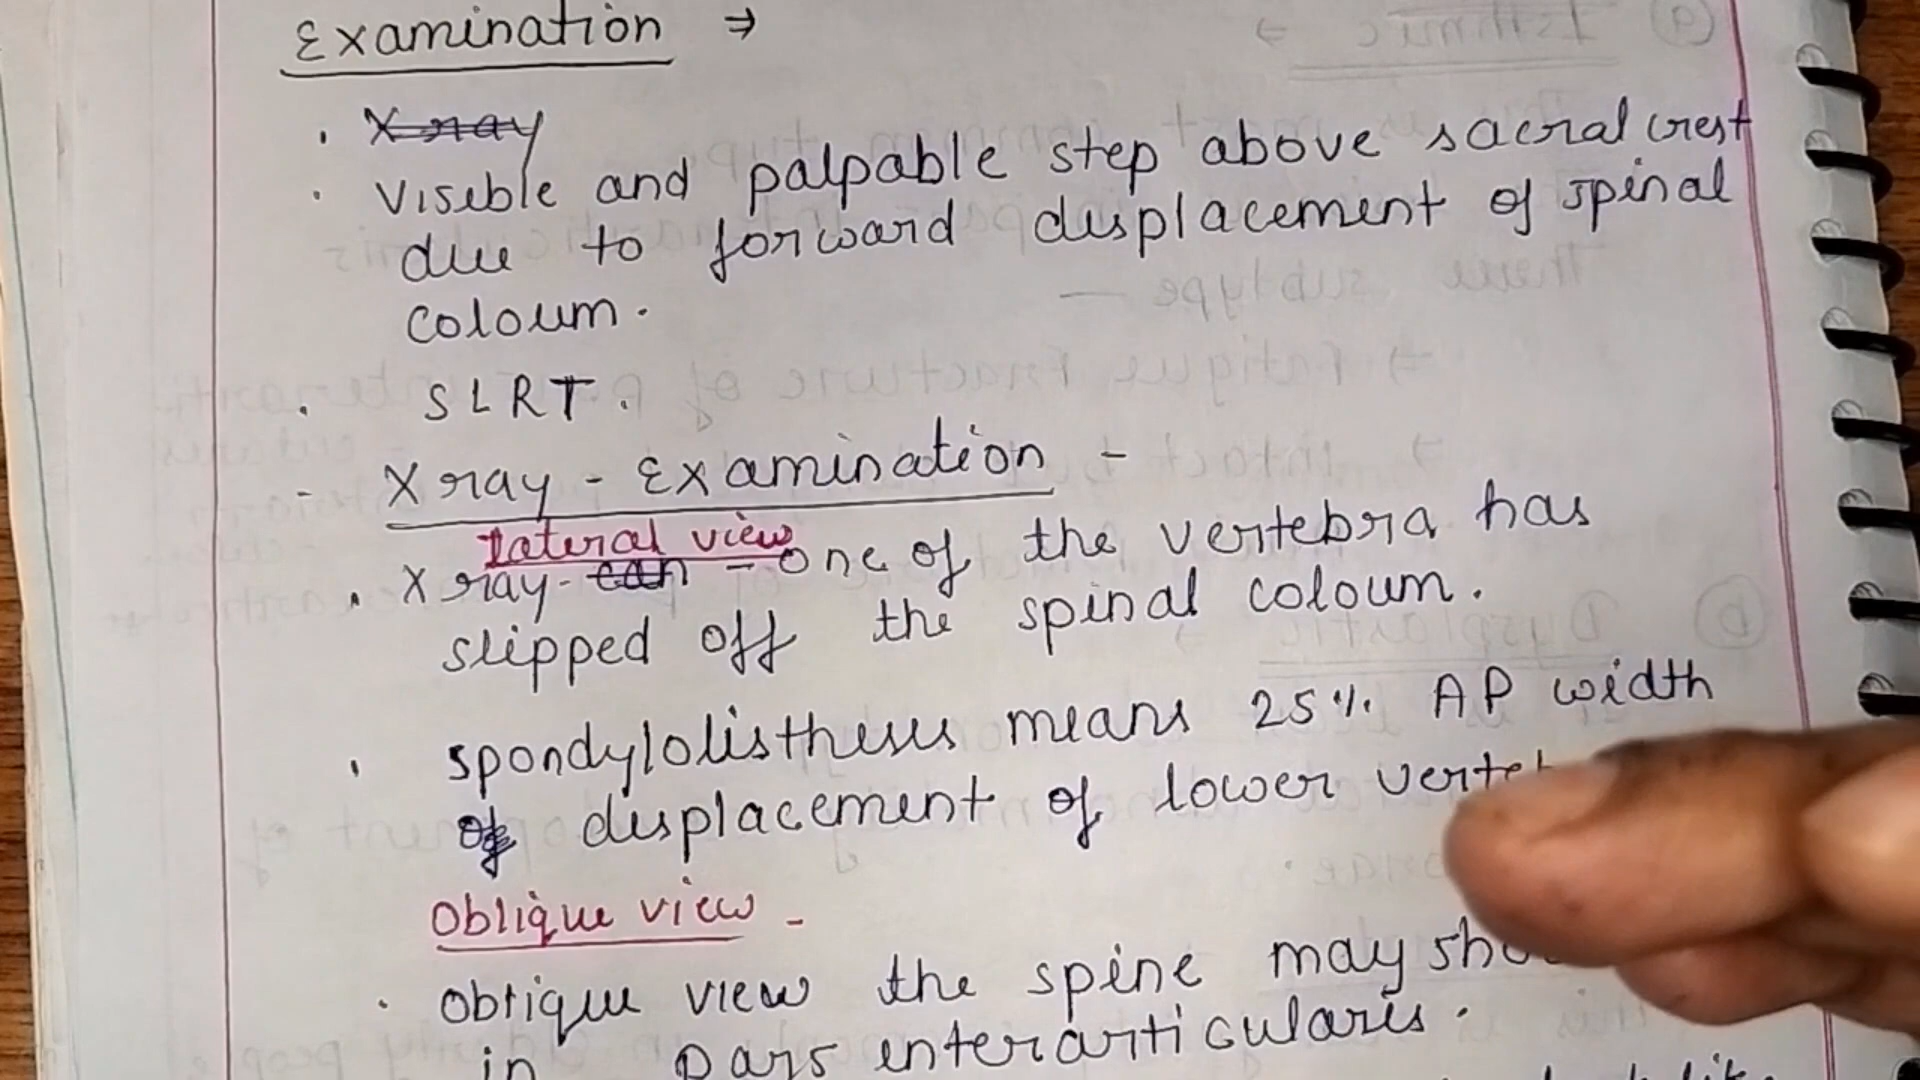 Examination ⇒
. X-ray
. Visible and palpable step above sacral crest
due to forward displacement of spinal
coloum.
. SLRT.
- X ray - Examination -
Lateral view
. X ray - can - one of the vertebra has
slipped off the spinal coloum.
. spondylolisthesis means 25% AP width
of displacement of lower
Oblique view -
. oblique view the spine may
in pars interarticularis.